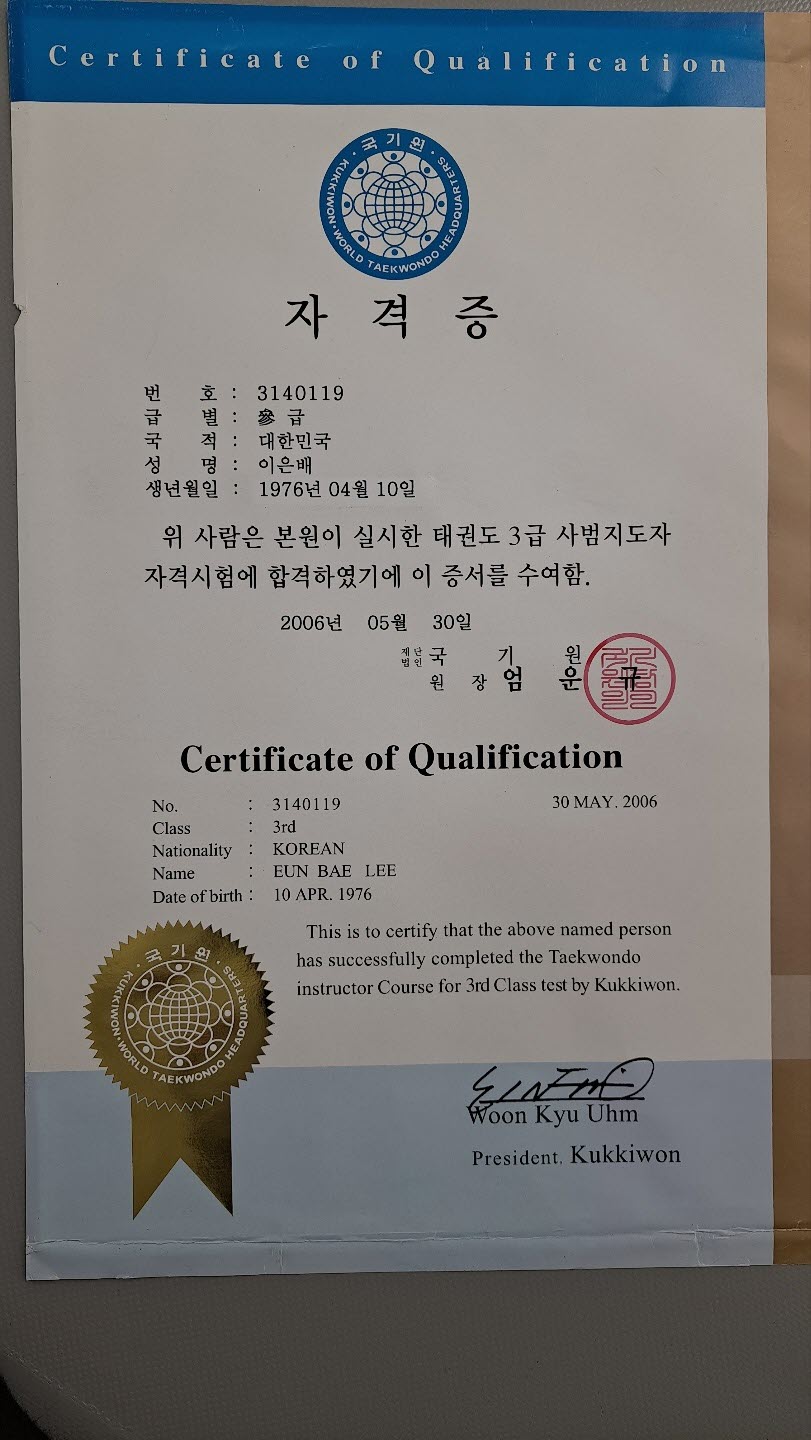 Certificate of Qualification
· 국기원 ·
KUKKIWON · WORLD TAEKWONDO HEADQUARTERS
자 격 증
번 호 : 3140119
급 별 : 參 급
국 적 : 대한민국
성 명 : 이은배
생년월일 : 1976년 04월 10일
위 사람은 본원이 실시한 태권도 3급 사범지도자
자격시험에 합격하였기에 이 증서를 수여함.
2006년 05월 30일
재단법인 국 기 원
원 장 엄 운 규
Certificate of Qualification
No. : 3140119 30 MAY. 2006
Class : 3rd
Nationality : KOREAN
Name : EUN BAE LEE
Date of birth : 10 APR. 1976
This is to certify that the above named person
has successfully completed the Taekwondo
instructor Course for 3rd Class test by Kukkiwon.
· 국기원 ·
KUKKIWON · WORLD TAEKWONDO HEADQUARTERS
Woon Kyu Uhm
President, Kukkiwon